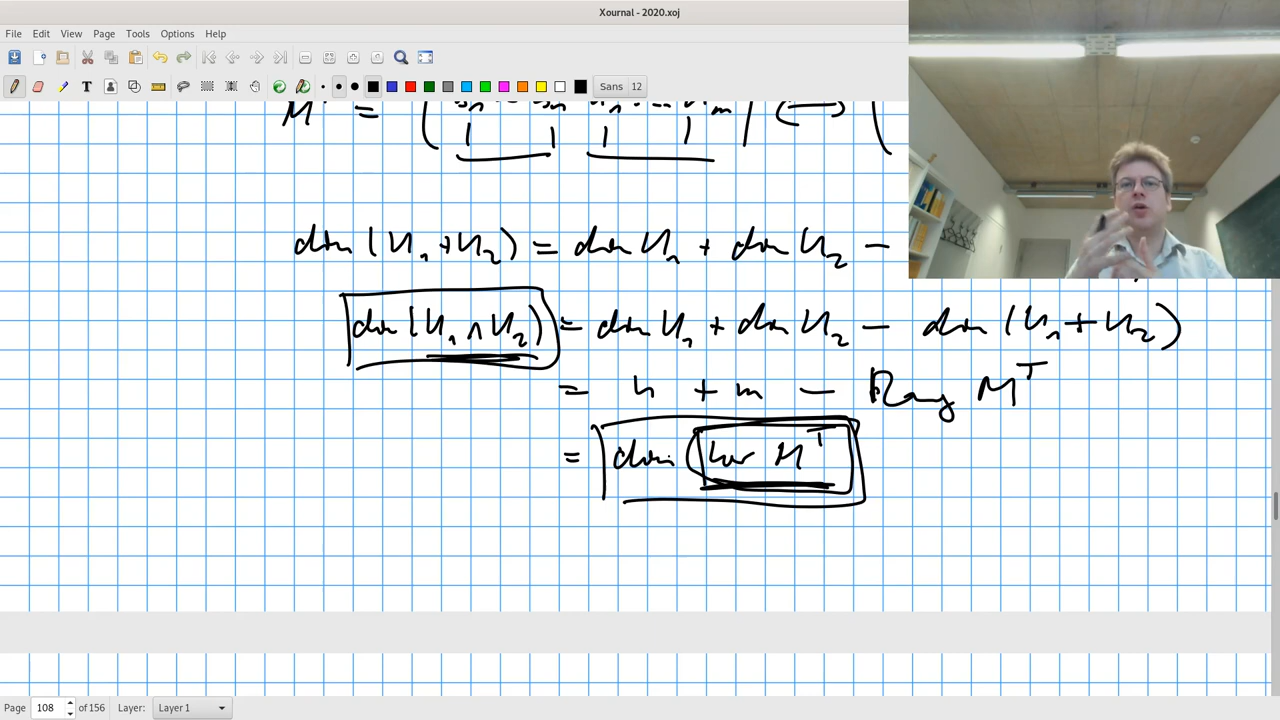 Xournal - 2020.xoj
File Edit View Page Tools Options Help
Sans 12
M =
dim (U₁ + U₂) = dim U₁ + dim U₂ -
dim (U₁ ∩ U₂) = dim U₁ + dim U₂ - dim (U₁ + U₂)
= n + m - Rang Mᵀ
= dim (ker Mᵀ
Page 108 of 156 Layer: Layer 1